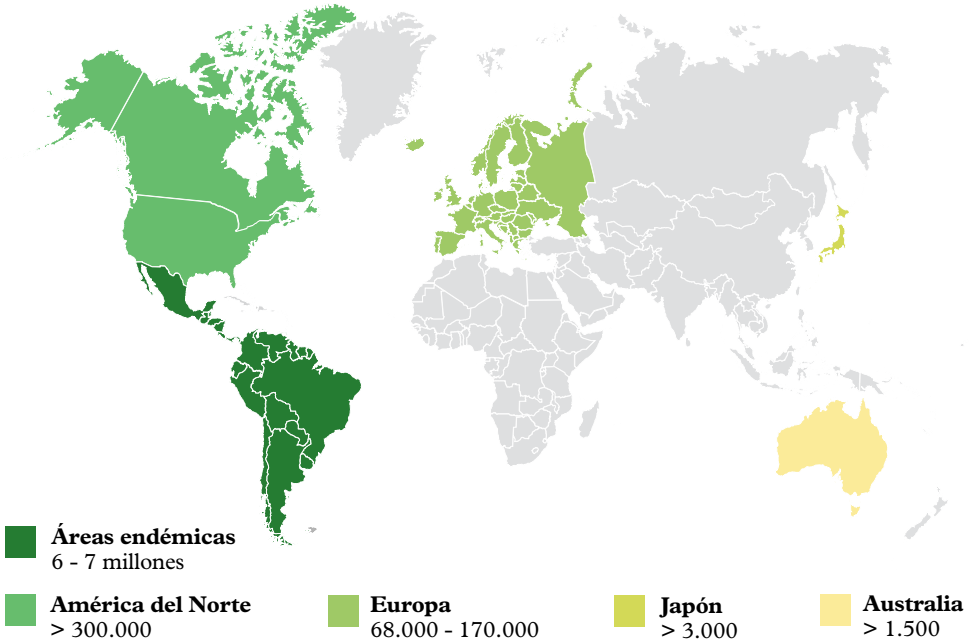 Áreas endémicas
6 - 7 millones
América del Norte
> 300.000
Europa
68.000 - 170.000
Japón
> 3.000
Australia
> 1.500